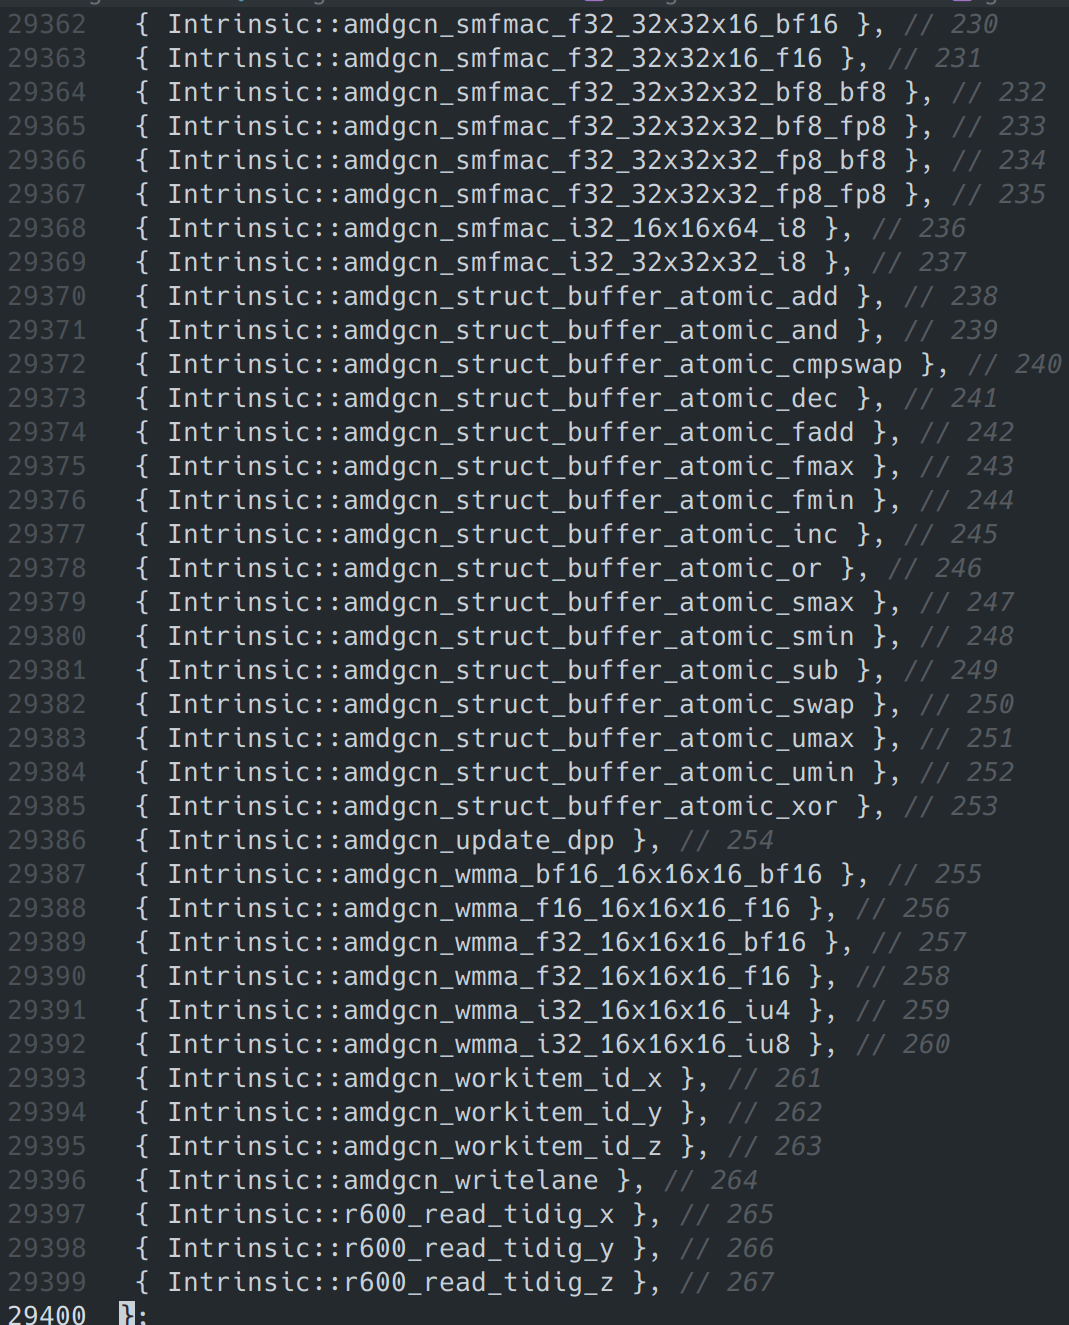 29362 { Intrinsic::amdgcn_smfmac_f32_32x32x16_bf16 }, // 230
29363 { Intrinsic::amdgcn_smfmac_f32_32x32x16_f16 }, // 231
29364 { Intrinsic::amdgcn_smfmac_f32_32x32x32_bf8_bf8 }, // 232
29365 { Intrinsic::amdgcn_smfmac_f32_32x32x32_bf8_fp8 }, // 233
29366 { Intrinsic::amdgcn_smfmac_f32_32x32x32_fp8_bf8 }, // 234
29367 { Intrinsic::amdgcn_smfmac_f32_32x32x32_fp8_fp8 }, // 235
29368 { Intrinsic::amdgcn_smfmac_i32_16x16x64_i8 }, // 236
29369 { Intrinsic::amdgcn_smfmac_i32_32x32x32_i8 }, // 237
29370 { Intrinsic::amdgcn_struct_buffer_atomic_add }, // 238
29371 { Intrinsic::amdgcn_struct_buffer_atomic_and }, // 239
29372 { Intrinsic::amdgcn_struct_buffer_atomic_cmpswap }, // 240
29373 { Intrinsic::amdgcn_struct_buffer_atomic_dec }, // 241
29374 { Intrinsic::amdgcn_struct_buffer_atomic_fadd }, // 242
29375 { Intrinsic::amdgcn_struct_buffer_atomic_fmax }, // 243
29376 { Intrinsic::amdgcn_struct_buffer_atomic_fmin }, // 244
29377 { Intrinsic::amdgcn_struct_buffer_atomic_inc }, // 245
29378 { Intrinsic::amdgcn_struct_buffer_atomic_or }, // 246
29379 { Intrinsic::amdgcn_struct_buffer_atomic_smax }, // 247
29380 { Intrinsic::amdgcn_struct_buffer_atomic_smin }, // 248
29381 { Intrinsic::amdgcn_struct_buffer_atomic_sub }, // 249
29382 { Intrinsic::amdgcn_struct_buffer_atomic_swap }, // 250
29383 { Intrinsic::amdgcn_struct_buffer_atomic_umax }, // 251
29384 { Intrinsic::amdgcn_struct_buffer_atomic_umin }, // 252
29385 { Intrinsic::amdgcn_struct_buffer_atomic_xor }, // 253
29386 { Intrinsic::amdgcn_update_dpp }, // 254
29387 { Intrinsic::amdgcn_wmma_bf16_16x16x16_bf16 }, // 255
29388 { Intrinsic::amdgcn_wmma_f16_16x16x16_f16 }, // 256
29389 { Intrinsic::amdgcn_wmma_f32_16x16x16_bf16 }, // 257
29390 { Intrinsic::amdgcn_wmma_f32_16x16x16_f16 }, // 258
29391 { Intrinsic::amdgcn_wmma_i32_16x16x16_iu4 }, // 259
29392 { Intrinsic::amdgcn_wmma_i32_16x16x16_iu8 }, // 260
29393 { Intrinsic::amdgcn_workitem_id_x }, // 261
29394 { Intrinsic::amdgcn_workitem_id_y }, // 262
29395 { Intrinsic::amdgcn_workitem_id_z }, // 263
29396 { Intrinsic::amdgcn_writelane }, // 264
29397 { Intrinsic::r600_read_tidig_x }, // 265
29398 { Intrinsic::r600_read_tidig_y }, // 266
29399 { Intrinsic::r600_read_tidig_z }, // 267
29400 };